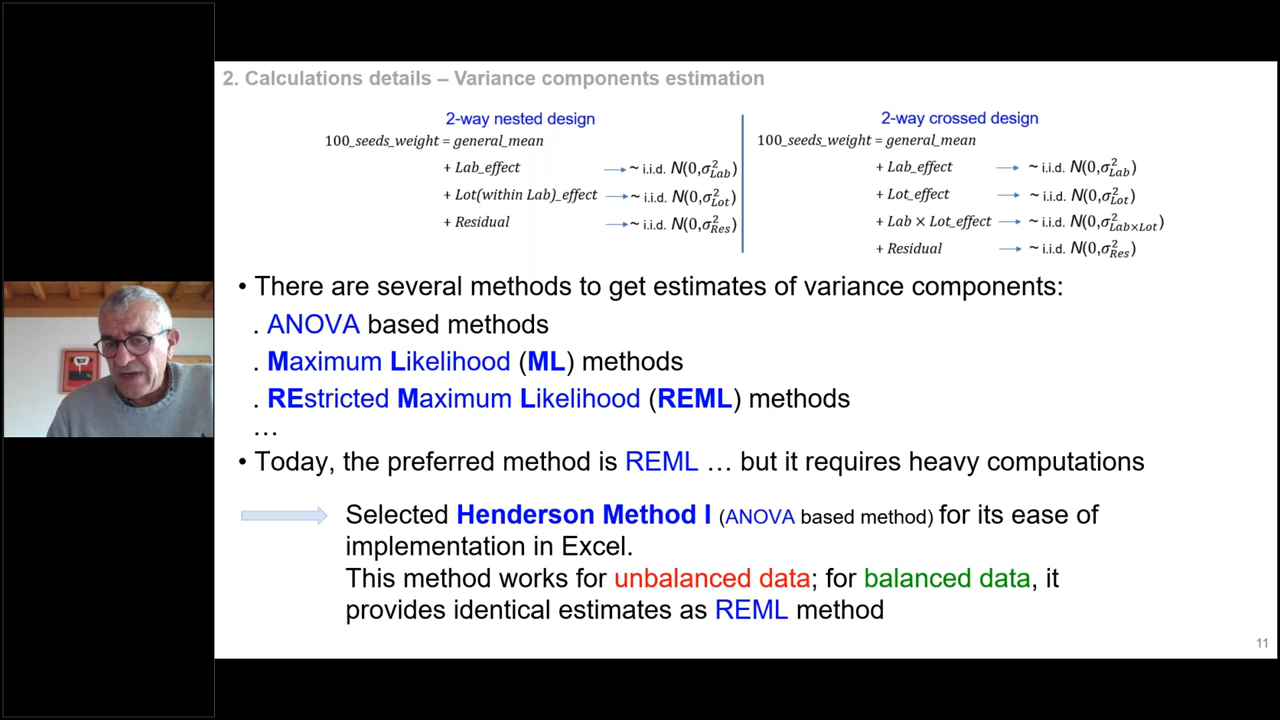 2. Calculations details – Variance components estimation
2-way nested design
100_seeds_weight = general_mean
+ Lab_effect ~ i.i.d. N(0,σ²Lab)
+ Lot(within Lab)_effect ~ i.i.d. N(0,σ²Lot)
+ Residual ~ i.i.d. N(0,σ²Res)
2-way crossed design
100_seeds_weight = general_mean
+ Lab_effect ~ i.i.d. N(0,σ²Lab)
+ Lot_effect ~ i.i.d. N(0,σ²Lot)
+ Lab × Lot_effect ~ i.i.d. N(0,σ²Lab×Lot)
+ Residual ~ i.i.d. N(0,σ²Res)
• There are several methods to get estimates of variance components:
. ANOVA based methods
. Maximum Likelihood (ML) methods
. REstricted Maximum Likelihood (REML) methods
…
• Today, the preferred method is REML … but it requires heavy computations
Selected Henderson Method I (ANOVA based method) for its ease of
implementation in Excel.
This method works for unbalanced data; for balanced data, it
provides identical estimates as REML method
11